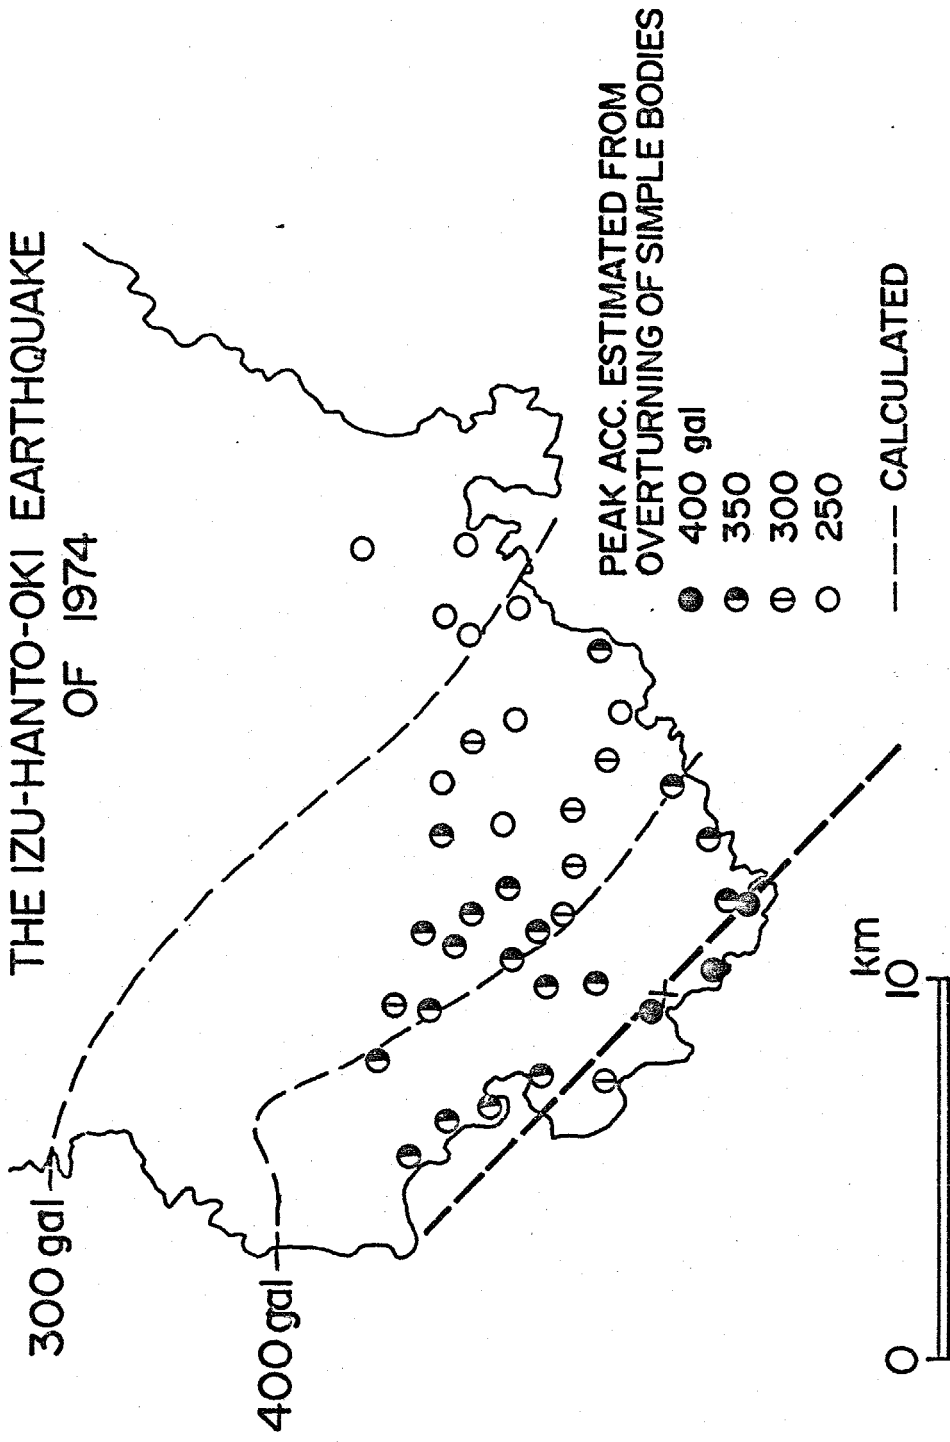 THE IZU-HANTO-OKI EARTHQUAKE
OF 1974
300 gal
400 gal
PEAK ACC. ESTIMATED FROM
OVERTURNING OF SIMPLE BODIES
400 gal
350
300
250
CALCULATED
0
10
km